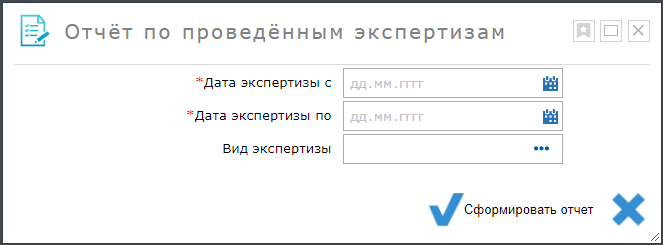 Отчёт по проведённым экспертизам
*Дата экспертизы с
дд.мм.гггг
*Дата экспертизы по
дд.мм.гггг
Вид экспертизы
Сформировать отчет